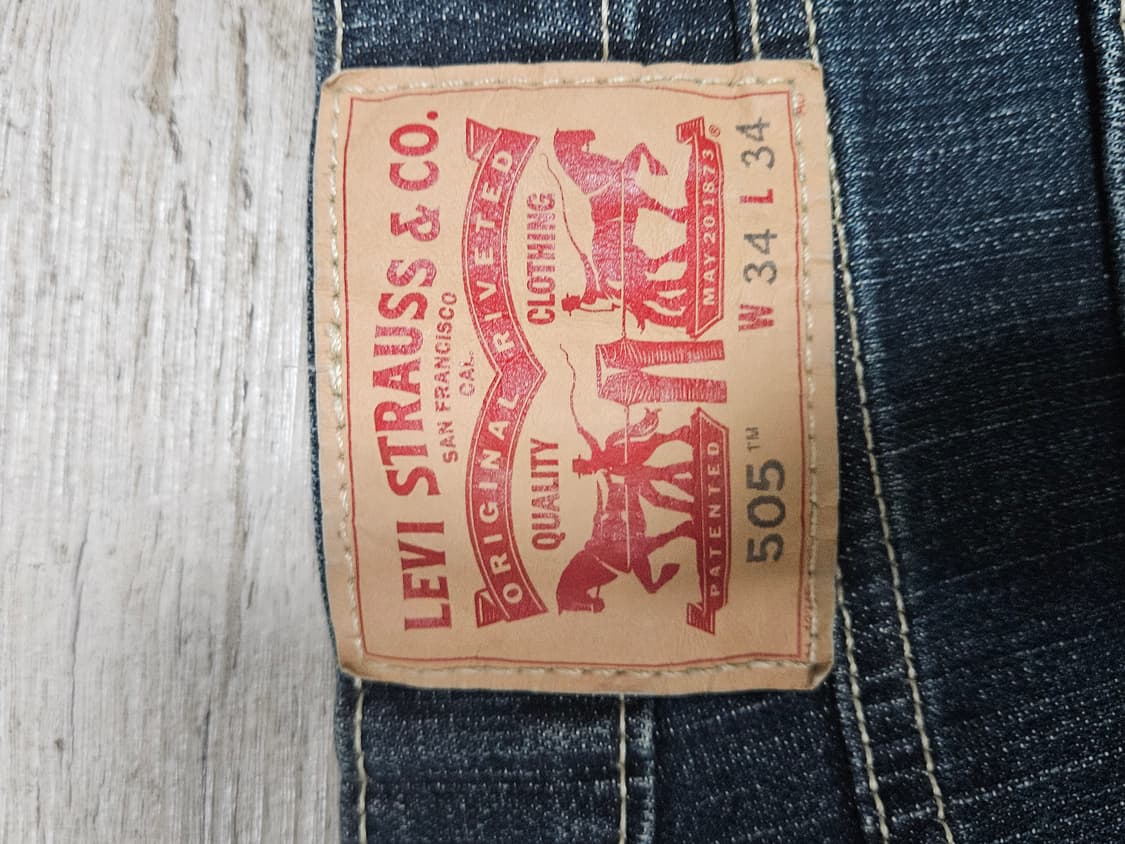 LEVI STRAUSS & CO.
SAN FRANCISCO
CAL.
ORIGINAL RIVETED
QUALITY CLOTHING
PATENTED MAY 20 1873 ®
505™ W 34 L 34